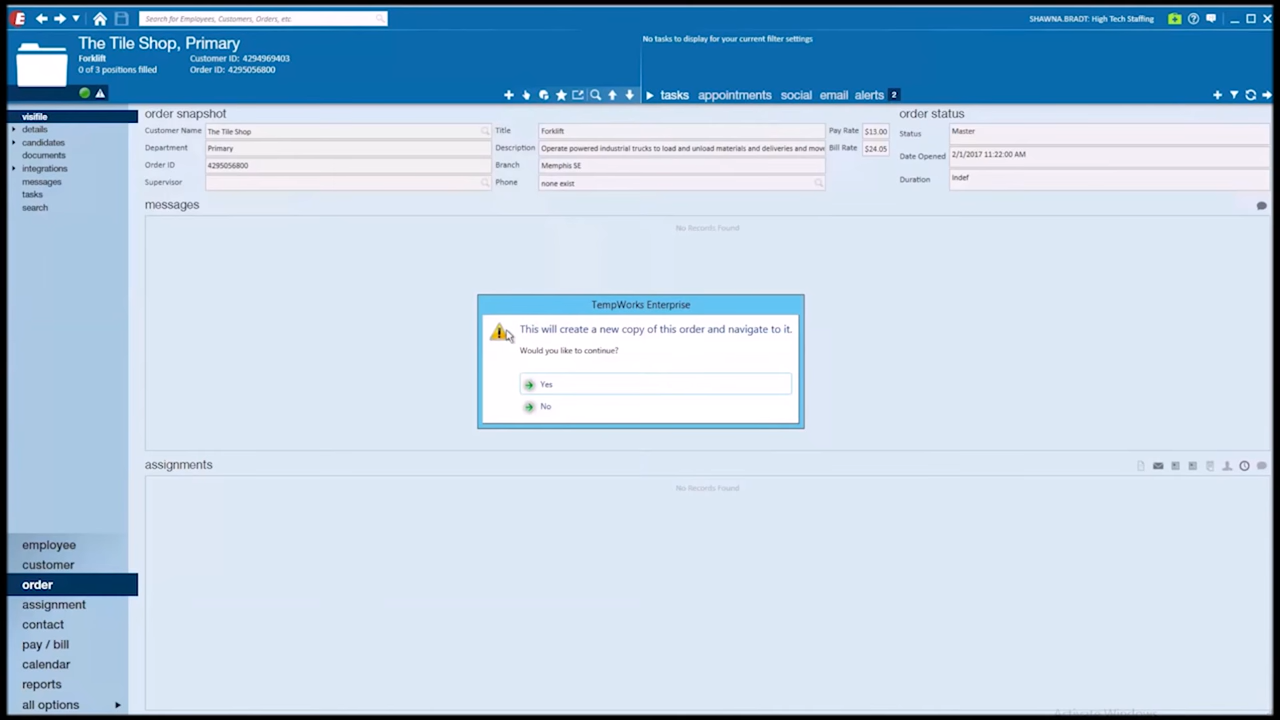 Search for Employees, Customers, Orders, etc
SHAWNA.BRADT: High Tech Staffing
The Tile Shop, Primary
Forklift
Customer ID: 4294969403
0 of 3 positions filled
Order ID: 4295056800
No tasks to display for your current filter settings
tasks appointments social email alerts 2
visifile
details
candidates
documents
integrations
messages
tasks
search
order snapshot
Customer Name The Tile Shop Title Forklift Pay Rate $13.00
Department Primary Description Operate powered industrial trucks to load and unload materials and deliveries and move Bill Rate $24.05
Order ID 4295056800 Branch Memphis SE
Supervisor Phone none exist
order status
Status Master
Date Opened 2/1/2017 11:22:00 AM
Duration Indef
messages
No Records Found
TempWorks Enterprise
This will create a new copy of this order and navigate to it.
Would you like to continue?
Yes
No
assignments
No Records Found
employee
customer
order
assignment
contact
pay / bill
calendar
reports
all options
Activate Windows